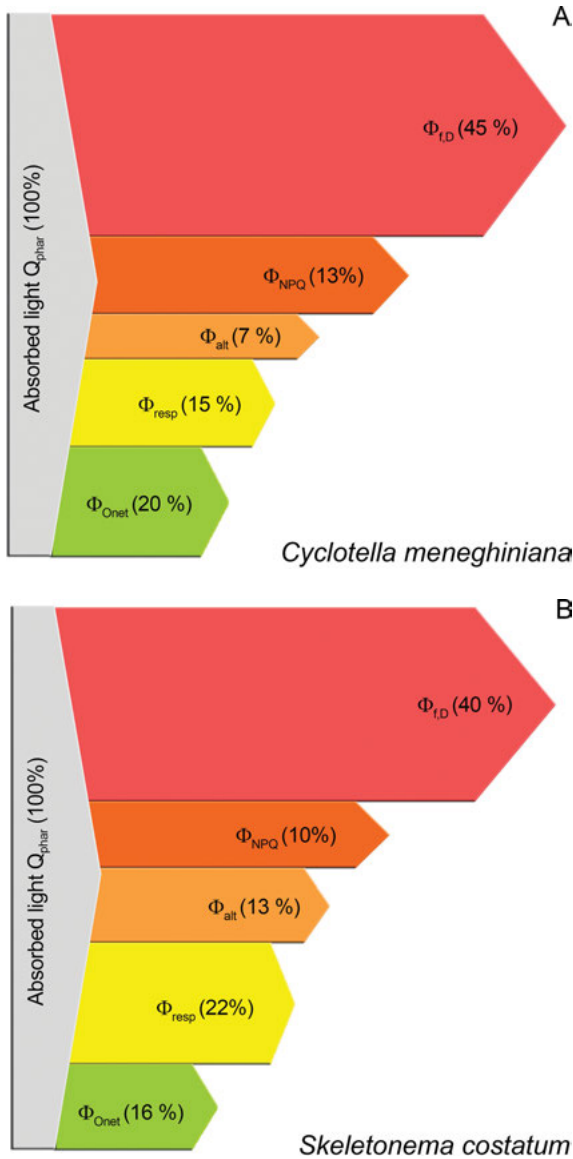 A
Absorbed light Qphar (100%)
Φf,D (45 %)
ΦNPQ (13%)
Φalt (7 %)
Φresp (15 %)
ΦOnet (20 %)
Cyclotella meneghiniana
B
Absorbed light Qphar (100%)
Φf,D (40 %)
ΦNPQ (10%)
Φalt (13 %)
Φresp (22%)
ΦOnet (16 %)
Skeletonema costatum